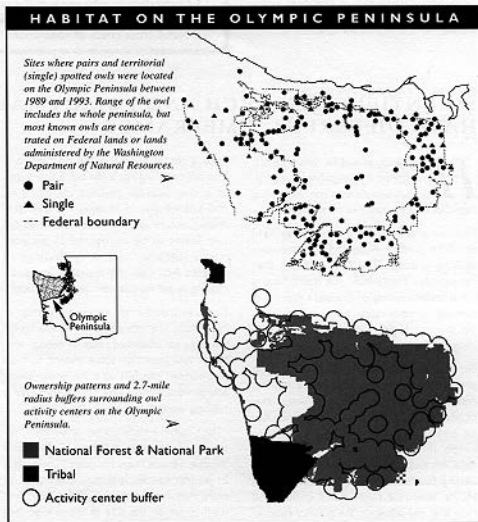 HABITAT ON THE OLYMPIC PENINSULA
Sites where pairs and territorial
(single) spotted owls were located
on the Olympic Peninsula between
1989 and 1993. Range of the owl
includes the whole peninsula, but
most known owls are concen-
trated on Federal lands or lands
administered by the Washington
Department of Natural Resources.
Pair
Single
Federal boundary
Olympic
Peninsula
Ownership patterns and 2.7-mile
radius buffers surrounding owl
activity centers on the Olympic
Peninsula.
National Forest & National Park
Tribal
Activity center buffer